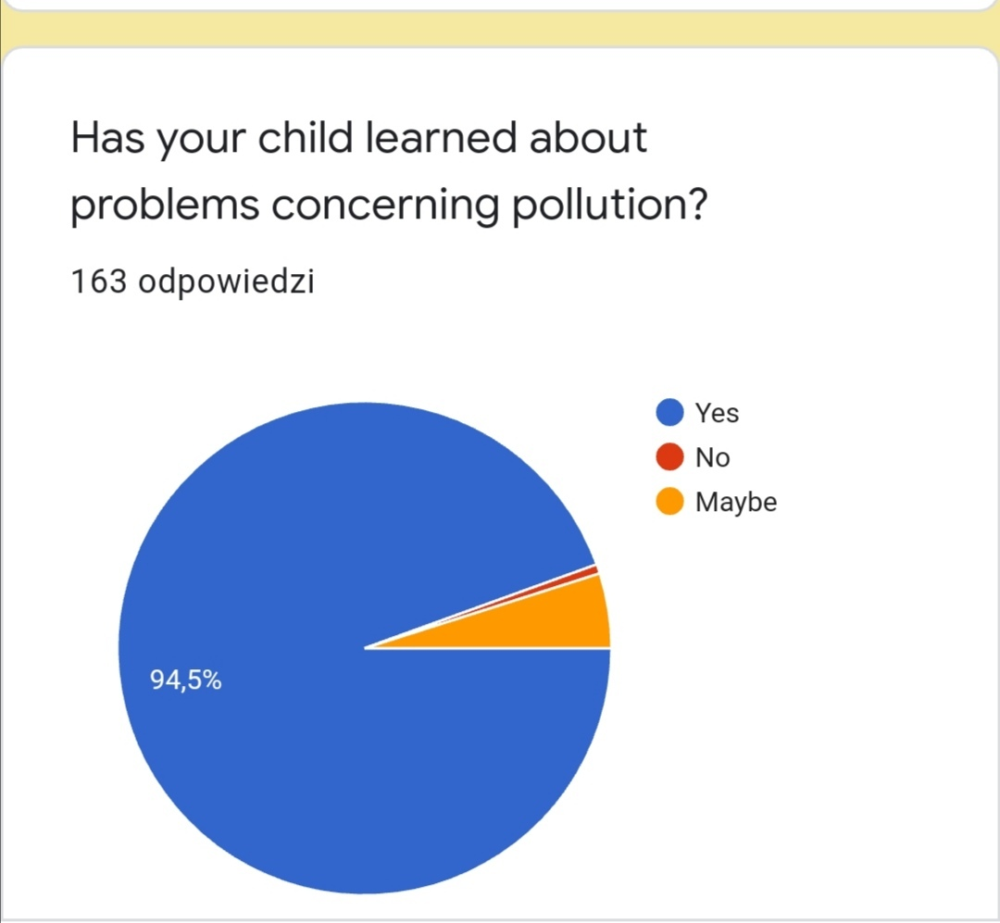 Has your child learned about
problems concerning pollution?
163 odpowiedzi
Yes
No
Maybe
94,5%